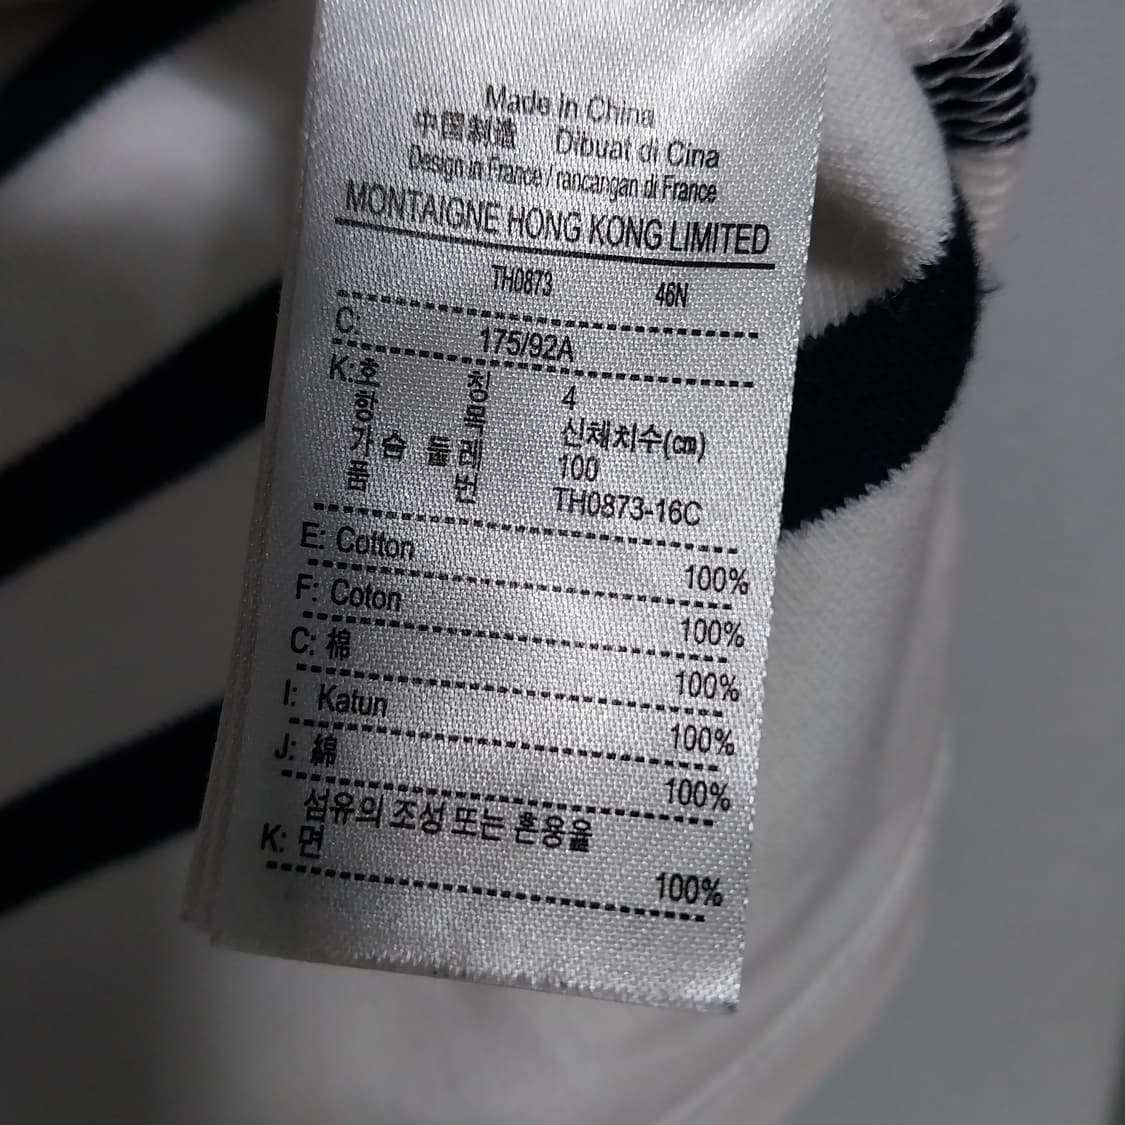 Made in China
中国制造 Dibuat di Cina
Design in France / rancangan di France
MONTAIGNE HONG KONG LIMITED
TH0873 46N
C: 175/92A
K: 호 칭 4
항 목 신체치수(cm)
가 슴 둘 레 100
품 번 TH0873-16C
E: Cotton 100%
F: Coton 100%
C: 棉 100%
I: Katun 100%
J: 綿 100%
섬유의 조성 또는 혼용율
K: 면 100%